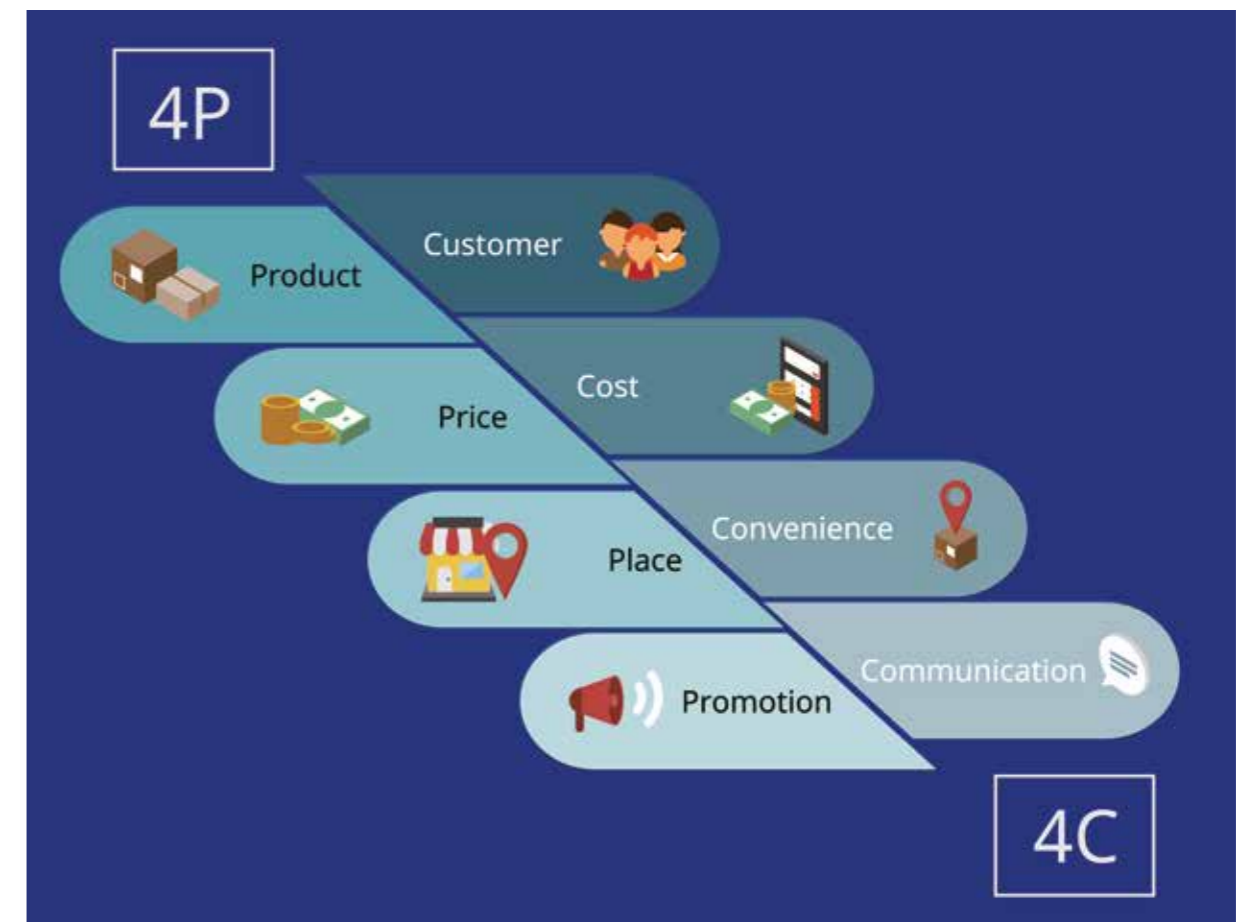 4P
Customer
Product
Cost
Price
Convenience
Place
Communication
Promotion
4C